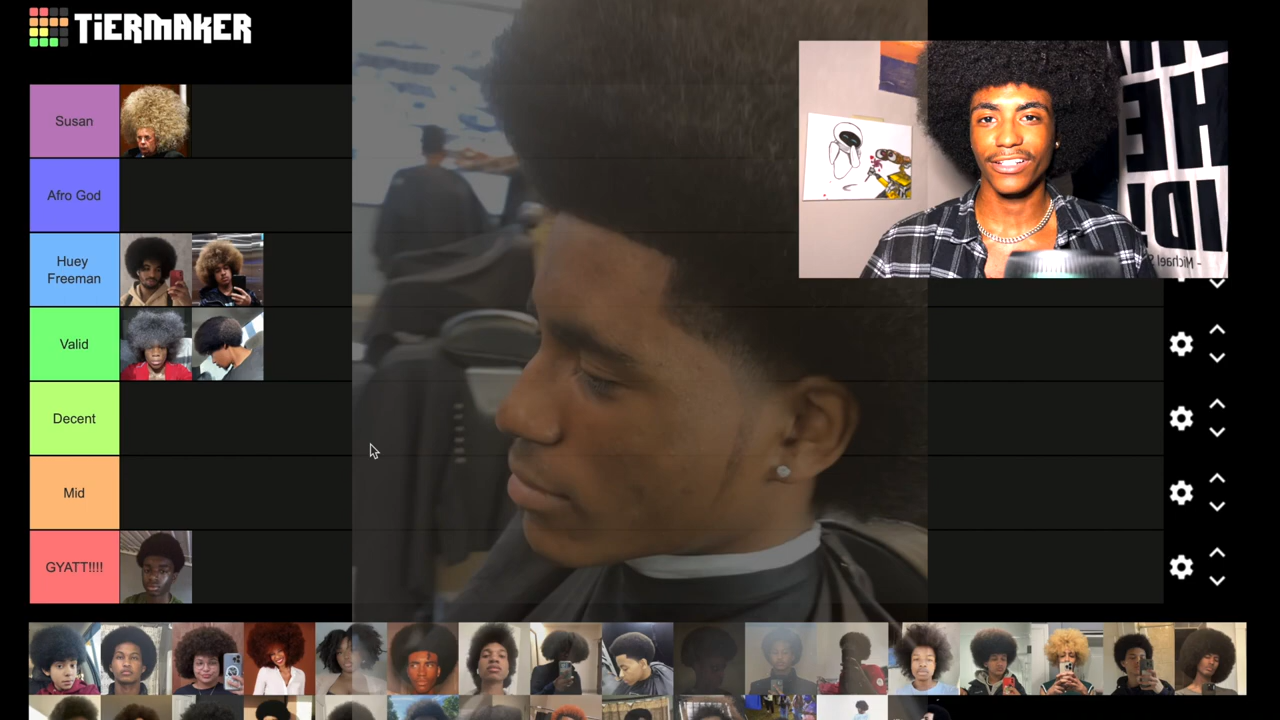 TiERMAKER
Susan
Afro God
Huey
Freeman
Valid
Decent
Mid
GYATT!!!!